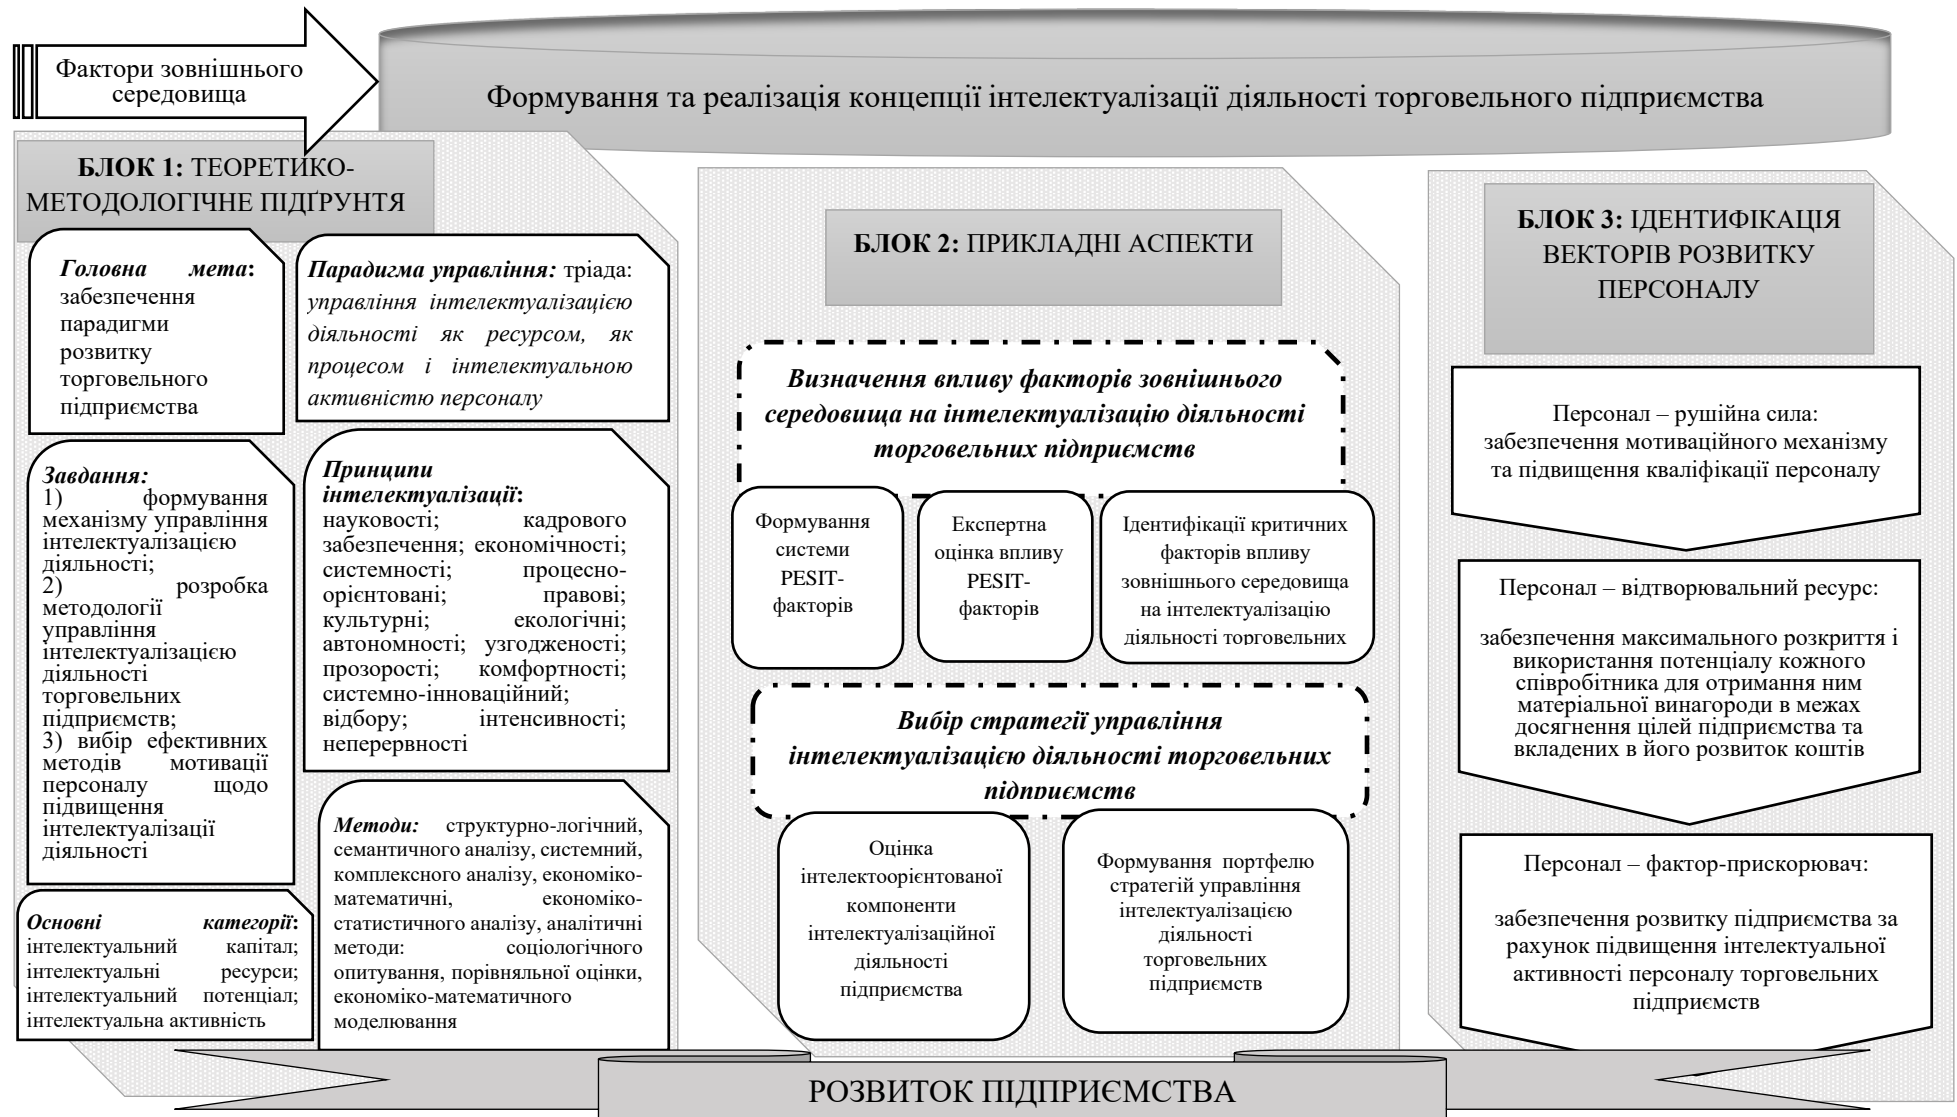 Фактори зовнішнього
середовища
Формування та реалізація концепції інтелектуалізації діяльності торговельного підприємства
БЛОК 1: ТЕОРЕТИКО-
МЕТОДОЛОГІЧНЕ ПІДҐРУНТЯ
Головна мета:
забезпечення
парадигми
розвитку
торговельного
підприємства
Парадигма управління: тріада:
управління інтелектуалізацією
діяльності як ресурсом, як
процесом і інтелектуальною
активністю персоналу
Завдання:
1) формування
механізму управління
інтелектуалізацією
діяльності;
2) розробка
методології
управління
інтелектуалізацією
діяльності
торговельних
підприємств;
3) вибір ефективних
методів мотивації
персоналу щодо
підвищення
інтелектуалізації
діяльності
Принципи
інтелектуалізації:
науковості; кадрового
забезпечення; економічності;
системності; процесно-
орієнтовані; правові;
культурні; екологічні;
автономності; узгодженості;
прозорості; комфортності;
системно-інноваційний;
відбору; інтенсивності;
неперервності
Основні категорії:
інтелектуальний капітал;
інтелектуальні ресурси;
інтелектуальний потенціал;
інтелектуальна активність
Методи: структурно-логічний,
семантичного аналізу, системний,
комплексного аналізу, економіко-
математичні, економіко-
статистичного аналізу, аналітичні
методи: соціологічного
опитування, порівняльної оцінки,
економіко-математичного
моделювання
БЛОК 2: ПРИКЛАДНІ АСПЕКТИ
Визначення впливу факторів зовнішнього
середовища на інтелектуалізацію діяльності
торговельних підприємств
Формування
системи
PESIT-
факторів
Експертна
оцінка впливу
PESIT-
факторів
Ідентифікації критичних
факторів впливу
зовнішнього середовища
на інтелектуалізацію
діяльності торговельних
Вибір стратегії управління
інтелектуалізацією діяльності торговельних
підприємств
Оцінка
інтелектоорієнтованої
компоненти
інтелектуалізаційної
діяльності
підприємства
Формування портфелю
стратегій управління
інтелектуалізацією
діяльності
торговельних
підприємств
БЛОК 3: ІДЕНТИФІКАЦІЯ
ВЕКТОРІВ РОЗВИТКУ
ПЕРСОНАЛУ
Персонал – рушійна сила:
забезпечення мотиваційного механізму
та підвищення кваліфікації персоналу
Персонал – відтворювальний ресурс:
забезпечення максимального розкриття і
використання потенціалу кожного
співробітника для отримання ним
матеріальної винагороди в межах
досягнення цілей підприємства та
вкладених в його розвиток коштів
Персонал – фактор-прискорювач:
забезпечення розвитку підприємства за
рахунок підвищення інтелектуальної
активності персоналу торговельних
підприємств
РОЗВИТОК ПІДПРИЄМСТВА